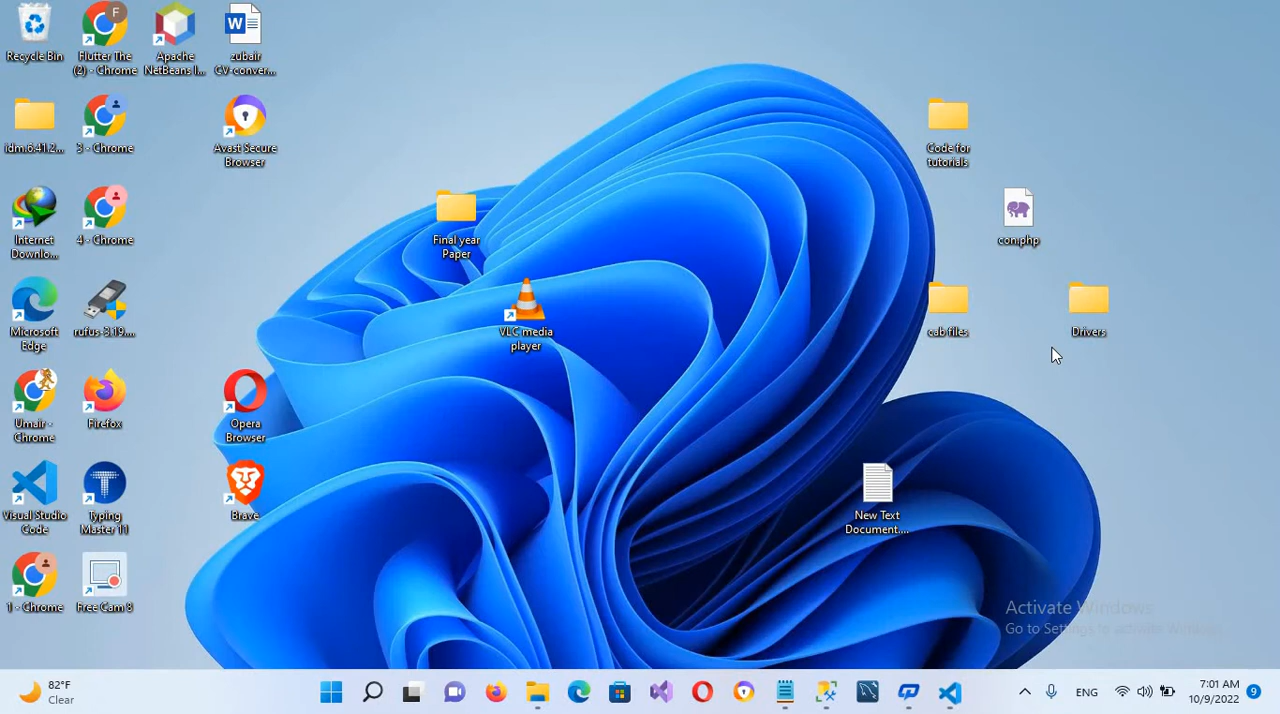 Recycle Bin
Flutter The
(2) - Chrome
Apache
NetBeans I...
zubair
CV-conver...
idm.6.41.2...
3 - Chrome
Avast Secure
Browser
Code for
tutorials
Internet
Downlo...
4 - Chrome
Final year
Paper
con.php
Microsoft
Edge
rufus-3.19....
VLC media
player
cab files
Drivers
Umair -
Chrome
Firefox
Opera
Browser
Visual Studio
Code
Typing
Master 11
Brave
New Text
Document....
1 - Chrome
Free Cam 8
Activate Windows
Go to Settings to activate Windows.
82°F
Clear
ENG
7:01 AM
10/9/2022
9